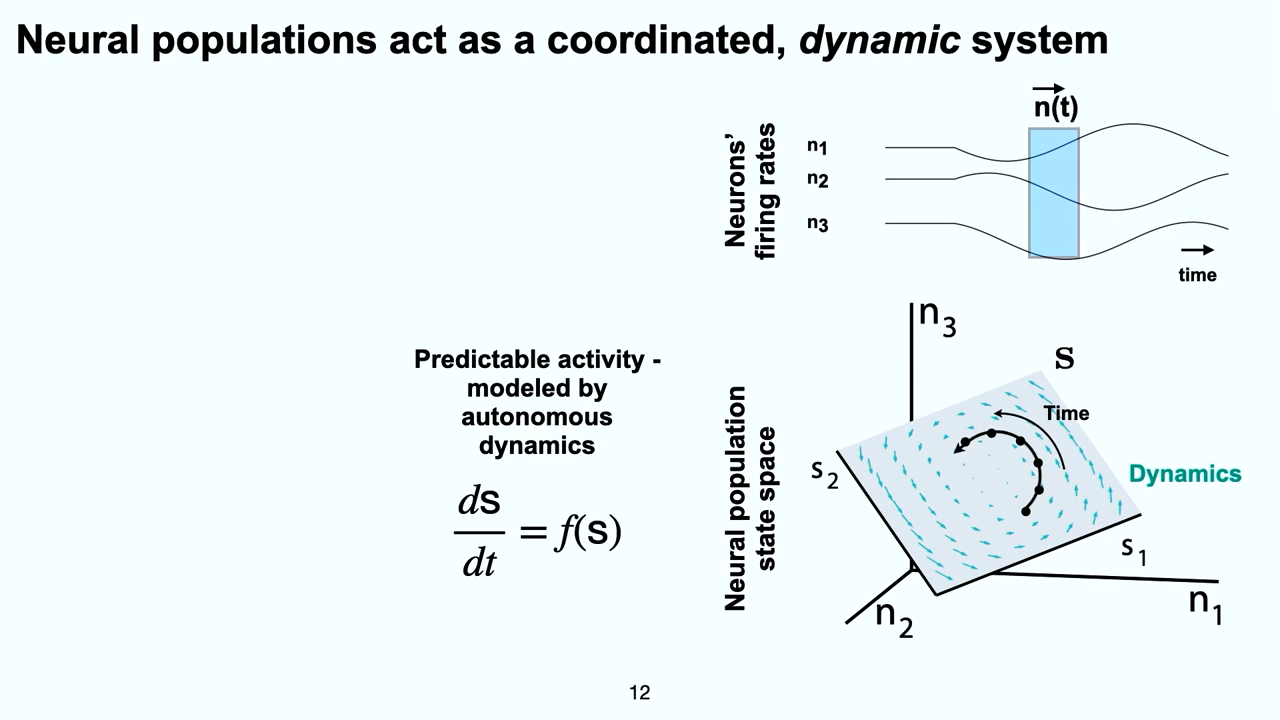 Neural populations act as a coordinated, dynamic system
n(t)
Neurons’
firing rates
n1
n2
n3
time
Predictable activity -
modeled by
autonomous
dynamics
ds
dt
= f(s)
Neural population
state space
n3
S
Time
s2
Dynamics
s1
n1
n2
12